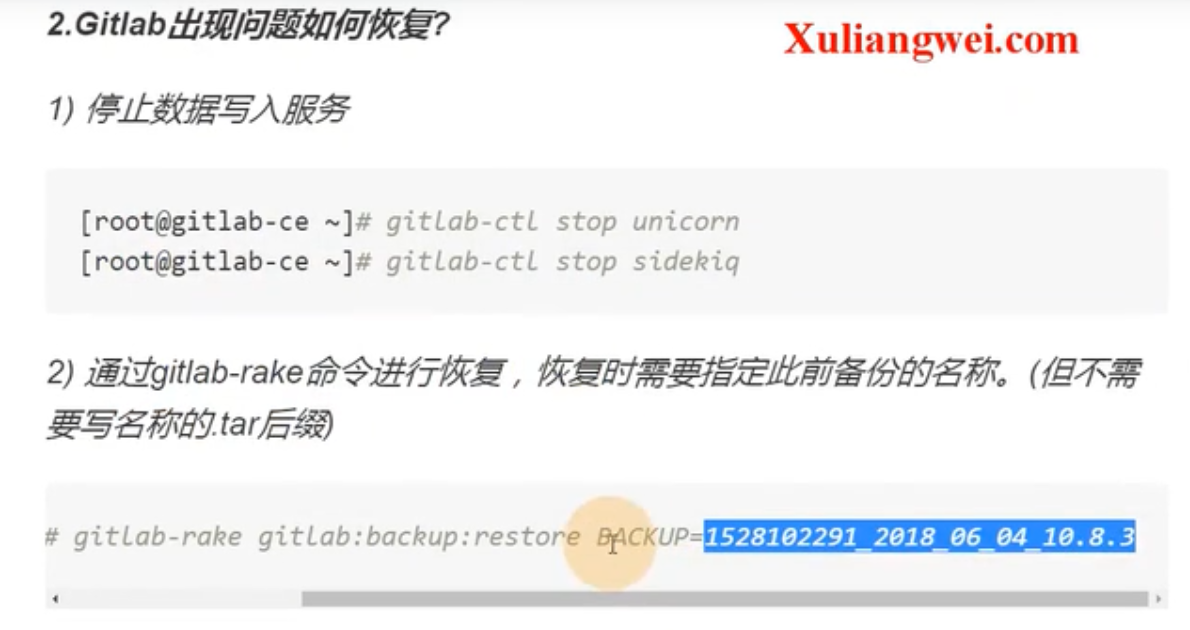 2.Gitlab出现问题如何恢复?
Xuliangwei.com
1) 停止数据写入服务
[root@gitlab-ce ~]# gitlab-ctl stop unicorn
[root@gitlab-ce ~]# gitlab-ctl stop sidekiq
2) 通过gitlab-rake命令进行恢复，恢复时需要指定此前备份的名称。(但不需
要写名称的.tar后缀)
# gitlab-rake gitlab:backup:restore BACKUP=1528102291_2018_06_04_10.8.3